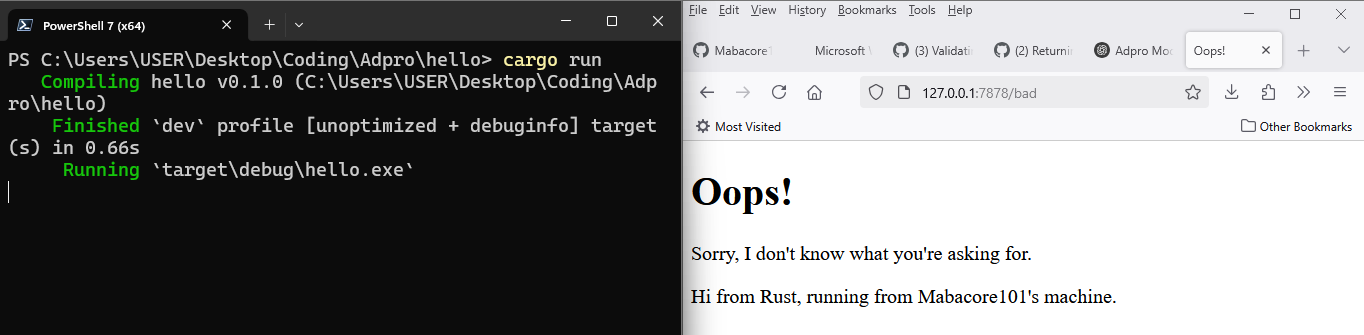 PowerShell 7 (x64)
PS C:\Users\USER\Desktop\Coding\Adpro\hello> cargo run
Compiling hello v0.1.0 (C:\Users\USER\Desktop\Coding\Adp
ro\hello)
Finished `dev` profile [unoptimized + debuginfo] target
(s) in 0.66s
Running `target\debug\hello.exe`
File Edit View History Bookmarks Tools Help
Mabacore1 Microsoft (3) Validati (2) Returni Adpro Mod Oops!
127.0.0.1:7878/bad
Most Visited Other Bookmarks
Oops!
Sorry, I don't know what you're asking for.
Hi from Rust, running from Mabacore101's machine.